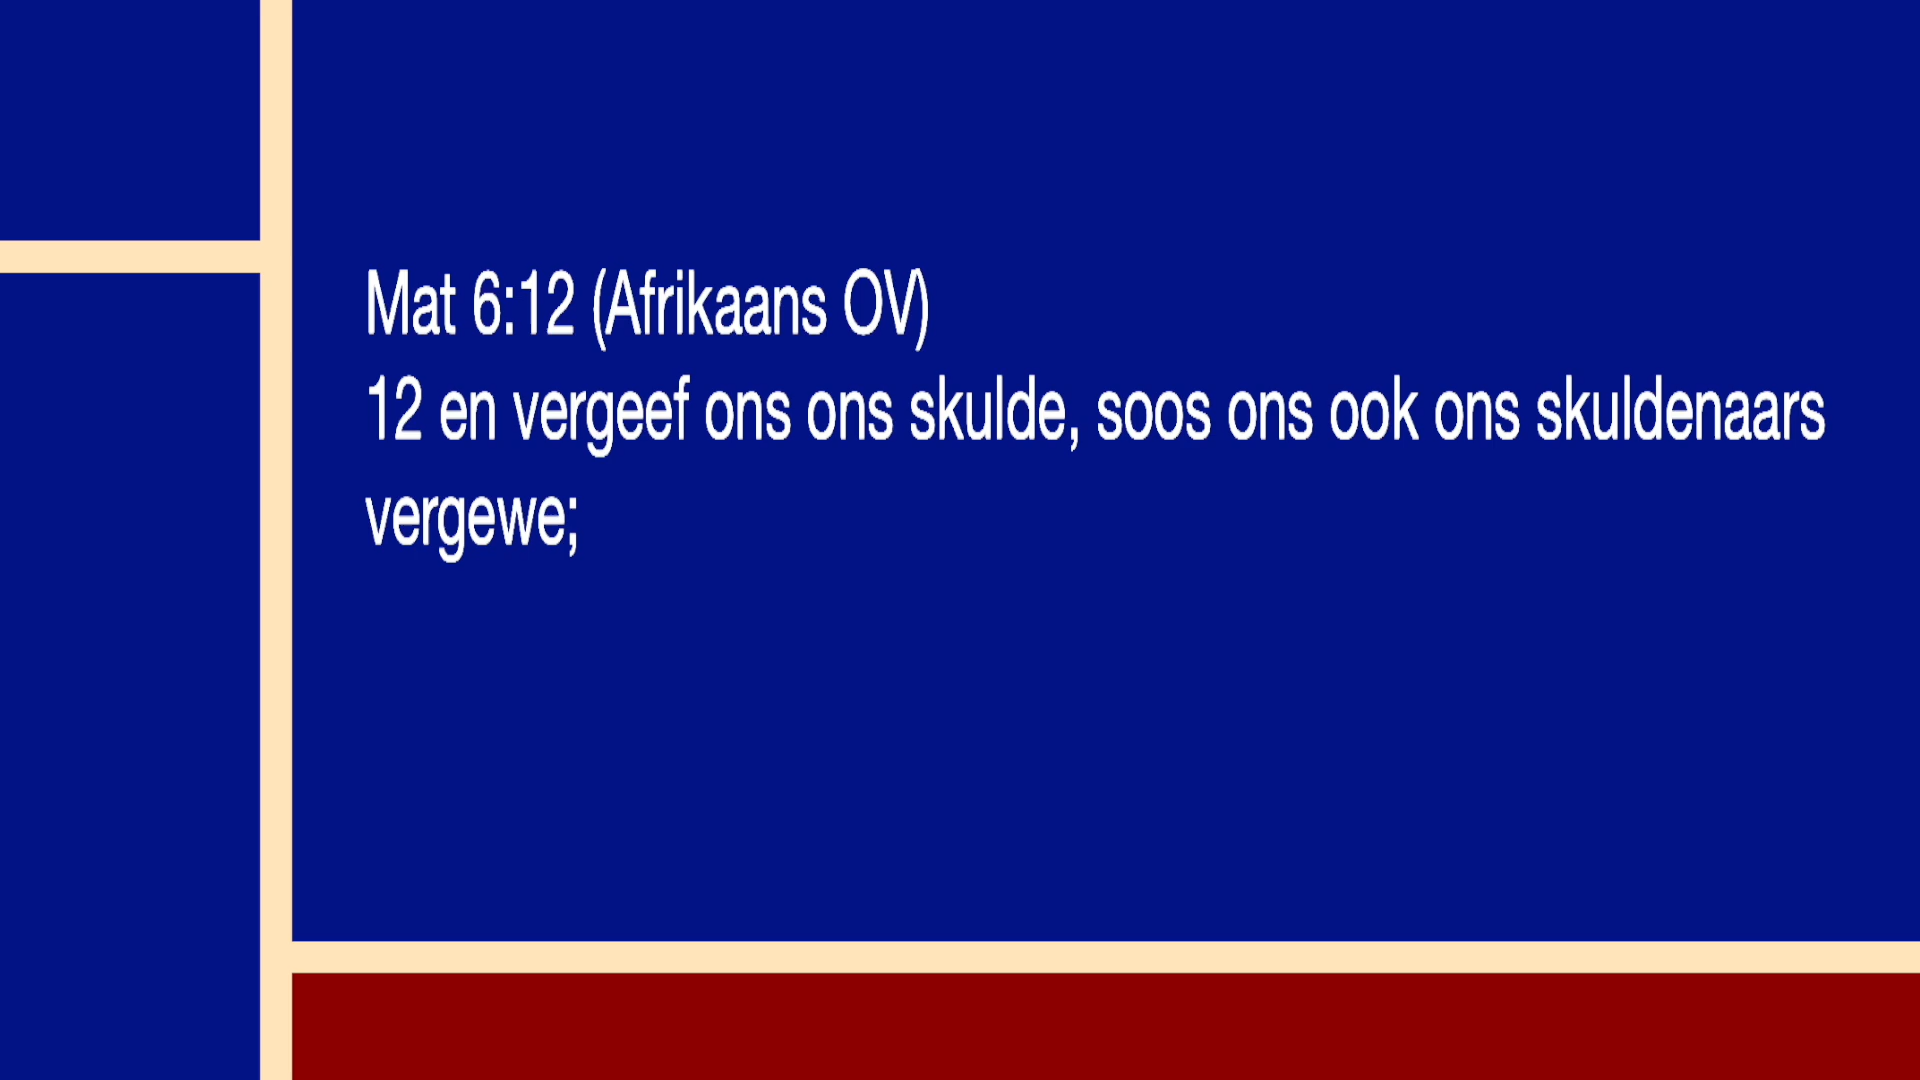 Mat 6:12 (Afrikaans OV)
12 en vergeef ons ons skulde, soos ons ook ons skuldenaars
vergewe;